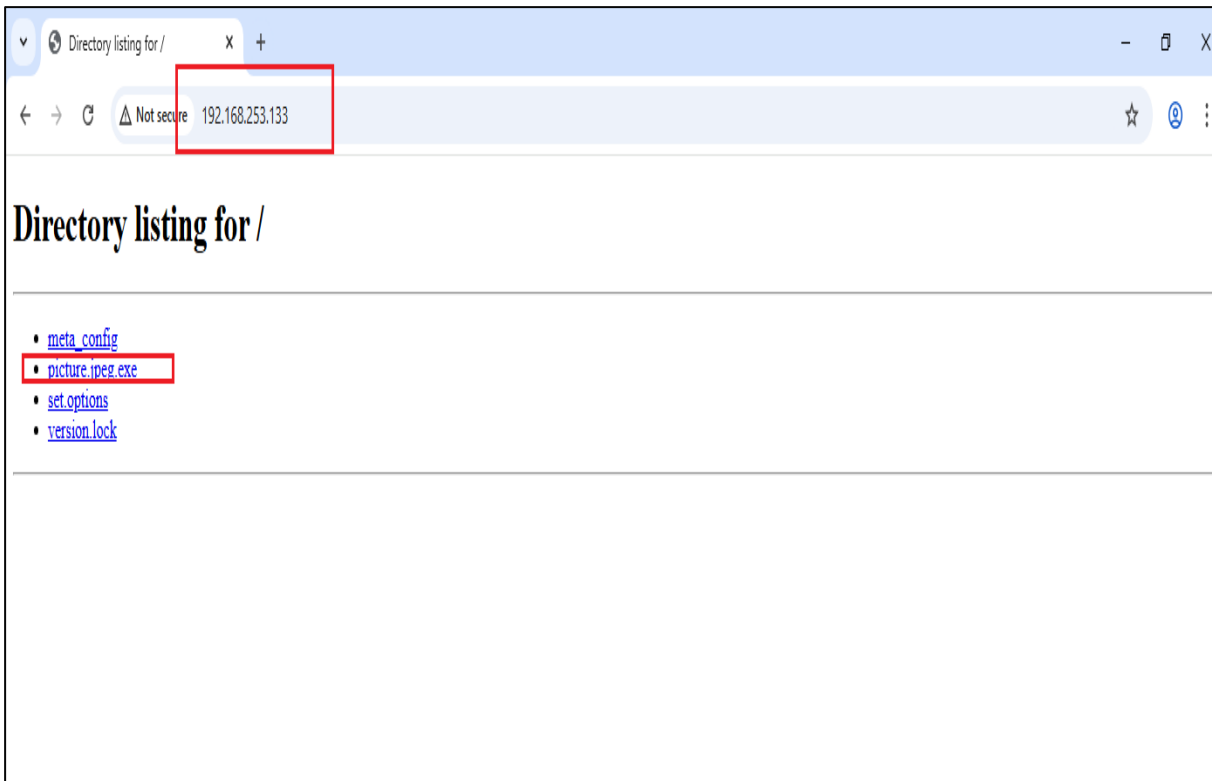 Directory listing for /
Not secure 192.168.253.133
Directory listing for /
meta_config
picture.jpeg.exe
set.options
version.lock